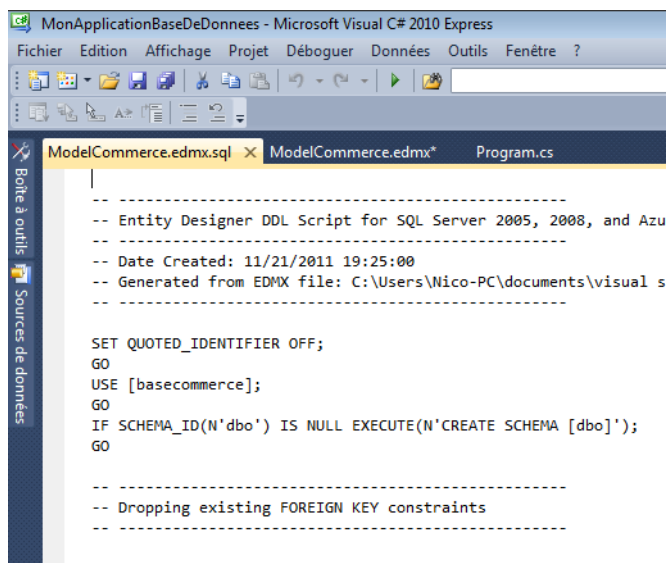 MonApplicationBaseDeDonnees - Microsoft Visual C# 2010 Express
Fichier Edition Affichage Projet Déboguer Données Outils Fenêtre ?
ModelCommerce.edmx.sql ModelCommerce.edmx* Program.cs
Boîte à outils
Sources de données
-- --------------------------------------------------
-- Entity Designer DDL Script for SQL Server 2005, 2008, and Azu
-- --------------------------------------------------
-- Date Created: 11/21/2011 19:25:00
-- Generated from EDMX file: C:\Users\Nico-PC\documents\visual s
-- --------------------------------------------------
SET QUOTED_IDENTIFIER OFF;
GO
USE [basecommerce];
GO
IF SCHEMA_ID(N'dbo') IS NULL EXECUTE(N'CREATE SCHEMA [dbo]');
GO
-- --------------------------------------------------
-- Dropping existing FOREIGN KEY constraints
-- --------------------------------------------------